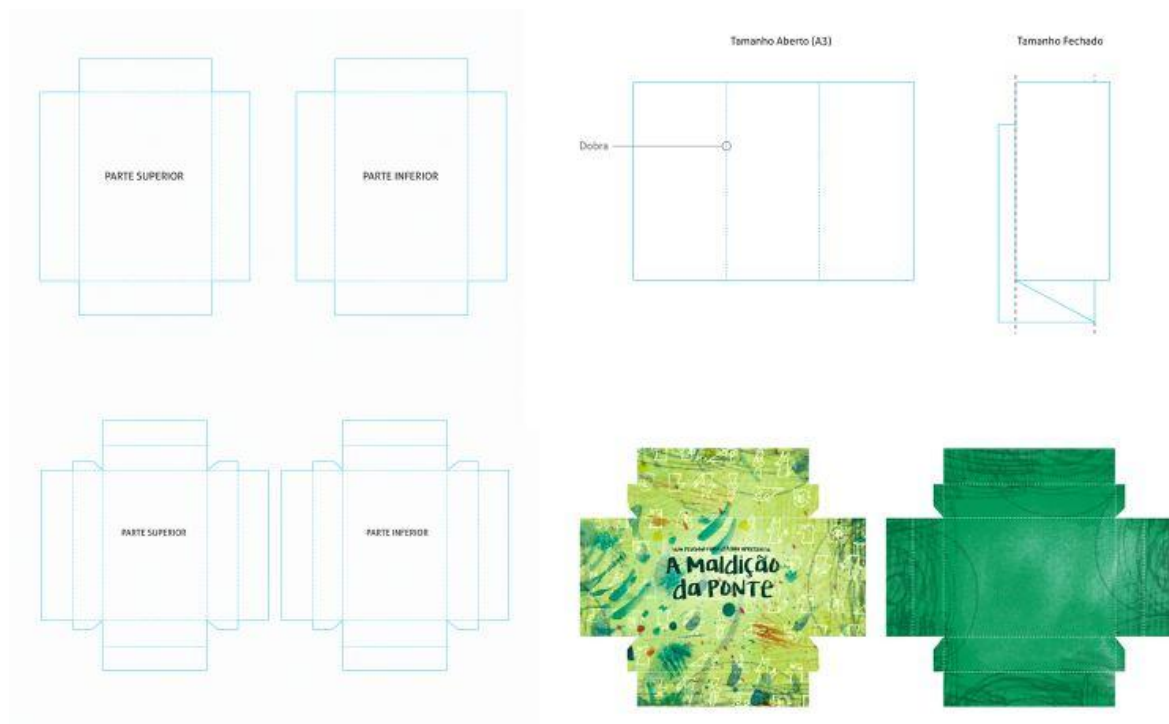 Tamanho Aberto (A3)
Tamanho Fechado
Dobra
PARTE SUPERIOR
PARTE INFERIOR
PARTE SUPERIOR
PARTE INFERIOR
A MaLdição
da PONTE